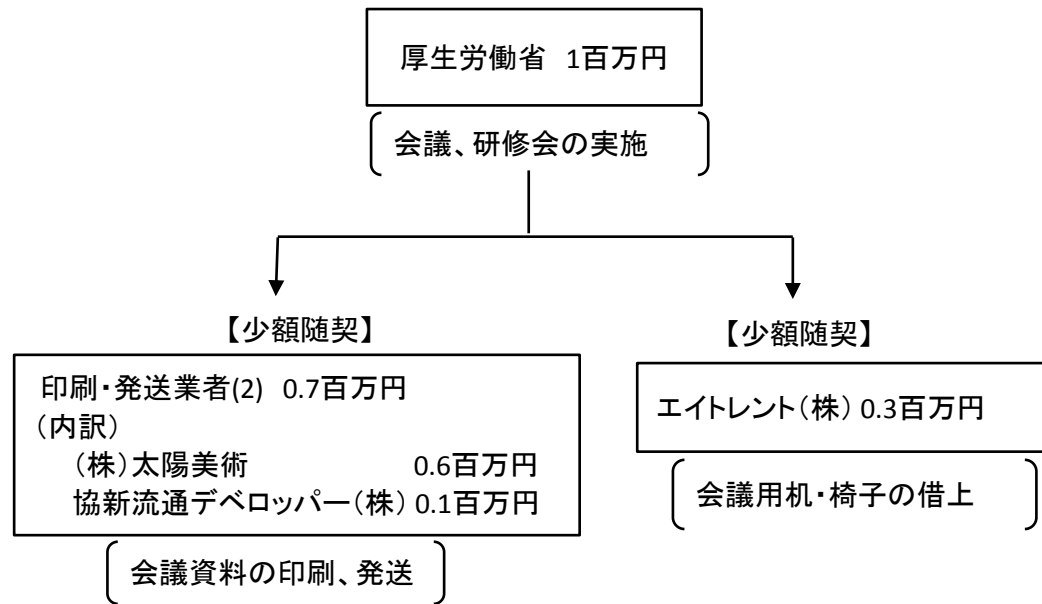 厚生労働省 1百万円
会議、研修会の実施
【少額随契】
印刷・発送業者(2) 0.7百万円
（内訳）
（株）太陽美術 0.6百万円
協新流通デベロッパー（株） 0.1百万円
会議資料の印刷、発送
【少額随契】
エイトレント（株） 0.3百万円
会議用机・椅子の借上